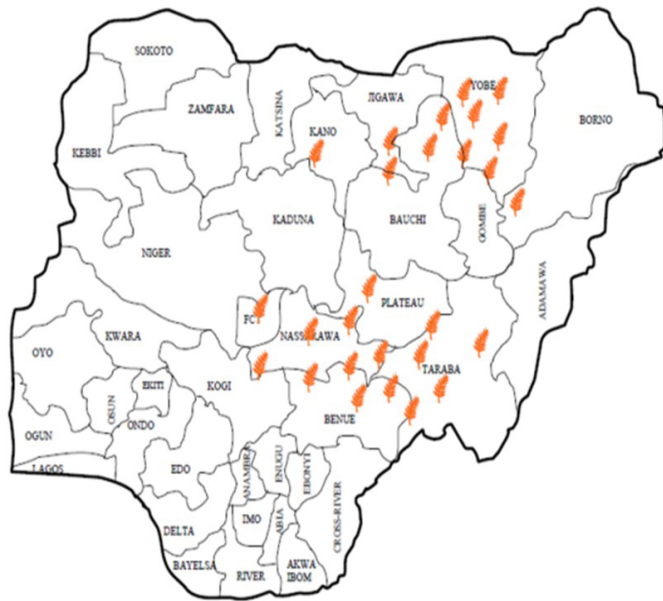 SOKOTO
ZAMFARA
KATSINA
JIGAWA
YOBE
BORNO
KEBBI
KANO
KADUNA
BAUCHI
GOMBE
NIGER
ADAMAWA
FC
PLATEAU
NASSARAWA
KWARA
OYO
TARABA
KOGI
EKITI
OSUN
ONDO
BENUE
OGUN
LAGOS
EDO
ANAMBRA
ENUGU
EBONYI
CROSS-RIVER
IMO
ABIA
DELTA
BAYELSA
RIVER
AKWA
IBOM